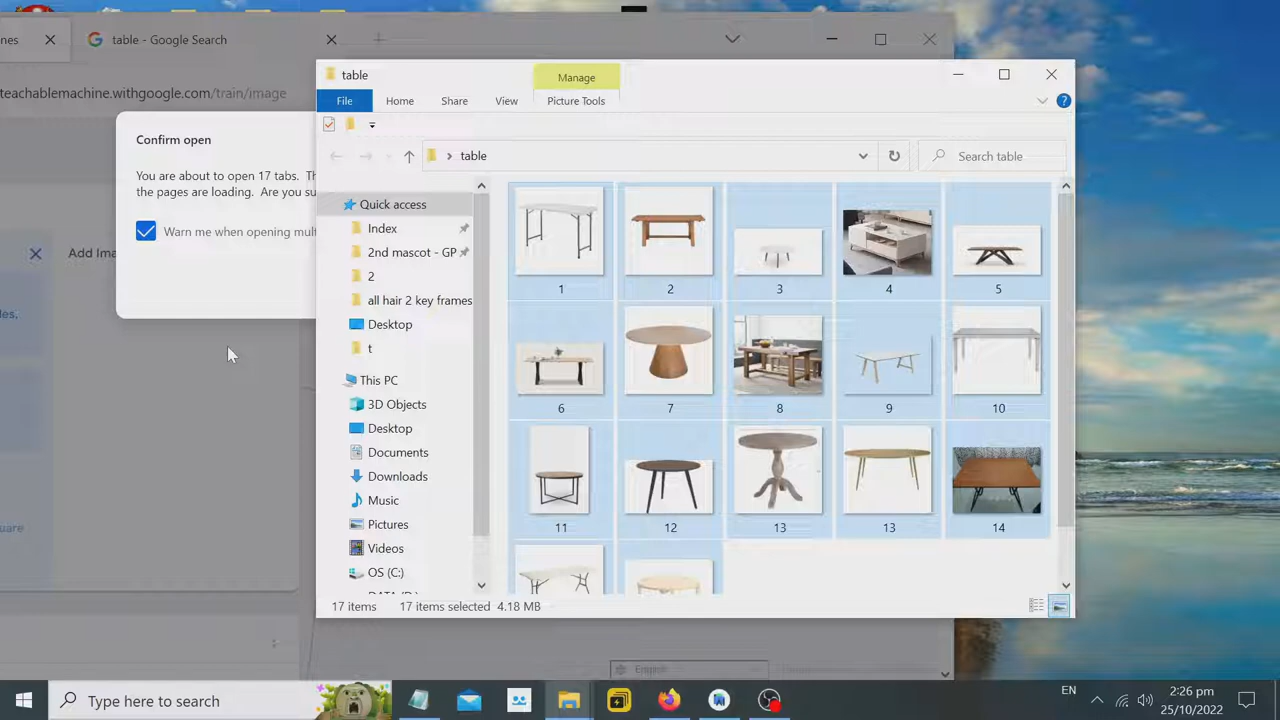 nes
table - Google Search
teachablemachine.withgoogle.com/train/image
table
Manage
File
Home
Share
View
Picture Tools
table
Search table
Confirm open
You are about to open 17 tabs. T
the pages are loading. Are you su
Warn me when opening mult
Add Ima
les,
uare
Quick access
Index
2nd mascot - GP
2
all hair 2 key frames
Desktop
t
This PC
3D Objects
Desktop
Documents
Downloads
Music
Pictures
Videos
OS (C:)
1
2
3
4
5
6
7
8
9
10
11
12
13
13
14
17 items
17 items selected
4.18 MB
English
Type here to search
EN
2:26 pm
25/10/2022